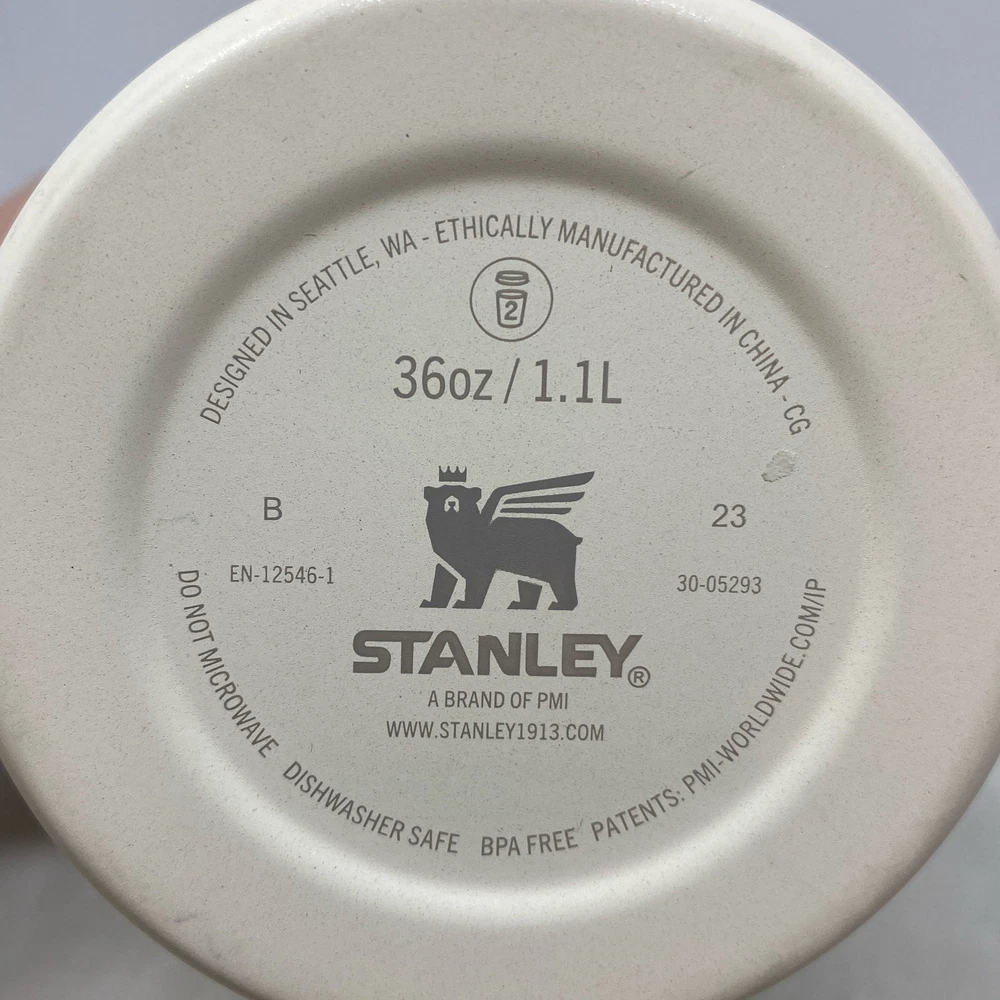 DESIGNED IN SEATTLE, WA - ETHICALLY MANUFACTURED IN CHINA - CG
2
36oz / 1.1L
B
23
EN-12546-1
30-05293
STANLEY®
A BRAND OF PMI
WWW.STANLEY1913.COM
DO NOT MICROWAVE DISHWASHER SAFE BPA FREE PATENTS: PMI-WORLDWIDE.COM/IP